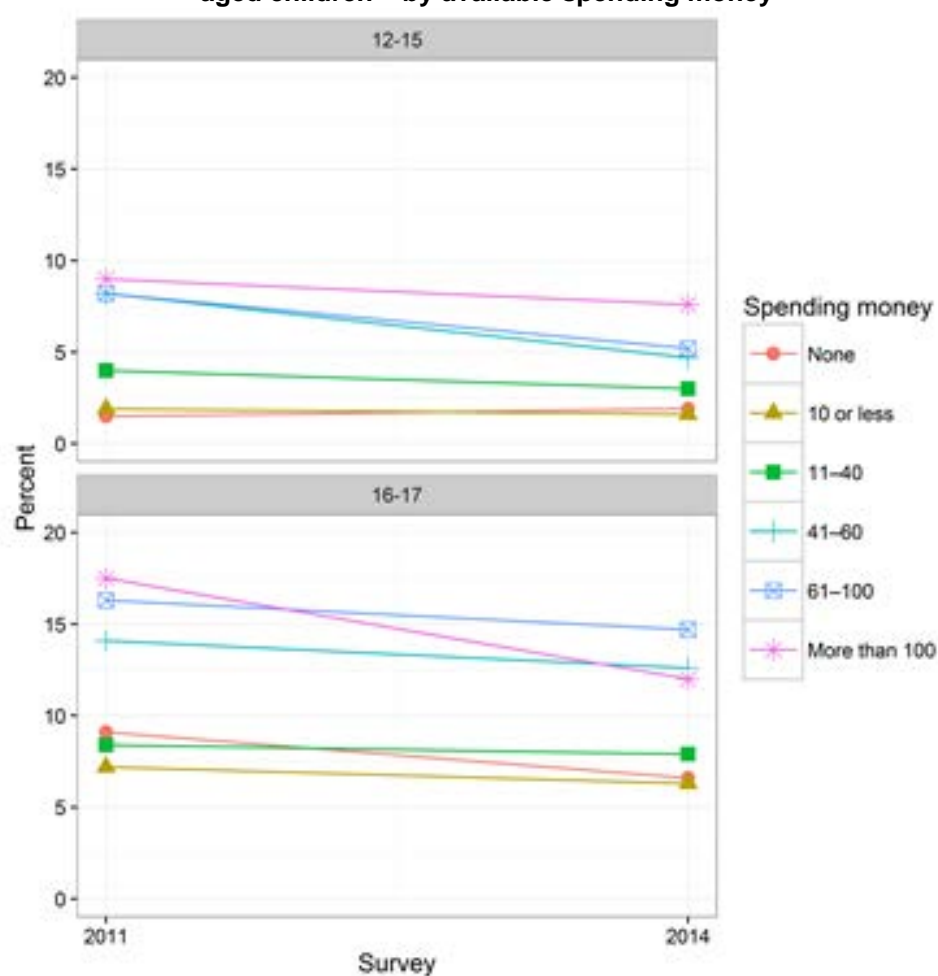 aged children – by available spending money
12-15
20
15
10
5
0
Percent
16-17
20
15
10
5
0
2011
2014
Survey
Spending money
None
10 or less
11–40
41–60
61–100
More than 100